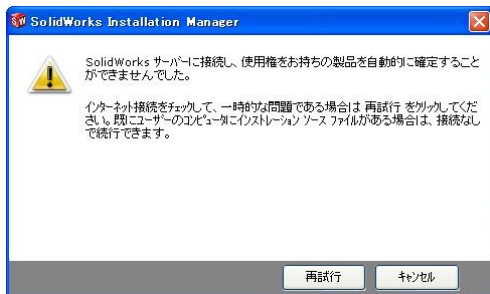 SolidWorks Installation Manager
SolidWorks サーバーに接続し、使用権をお持ちの製品を自動的に確定すること
ができませんでした。
インターネット接続をチェックして、一時的な問題である場合は 再試行 をクリックしてくだ
さい。既にユーザーのコンピュータにインストレーション ソース ファイルがある場合は、接続なし
で続行できます。
再試行
キャンセル